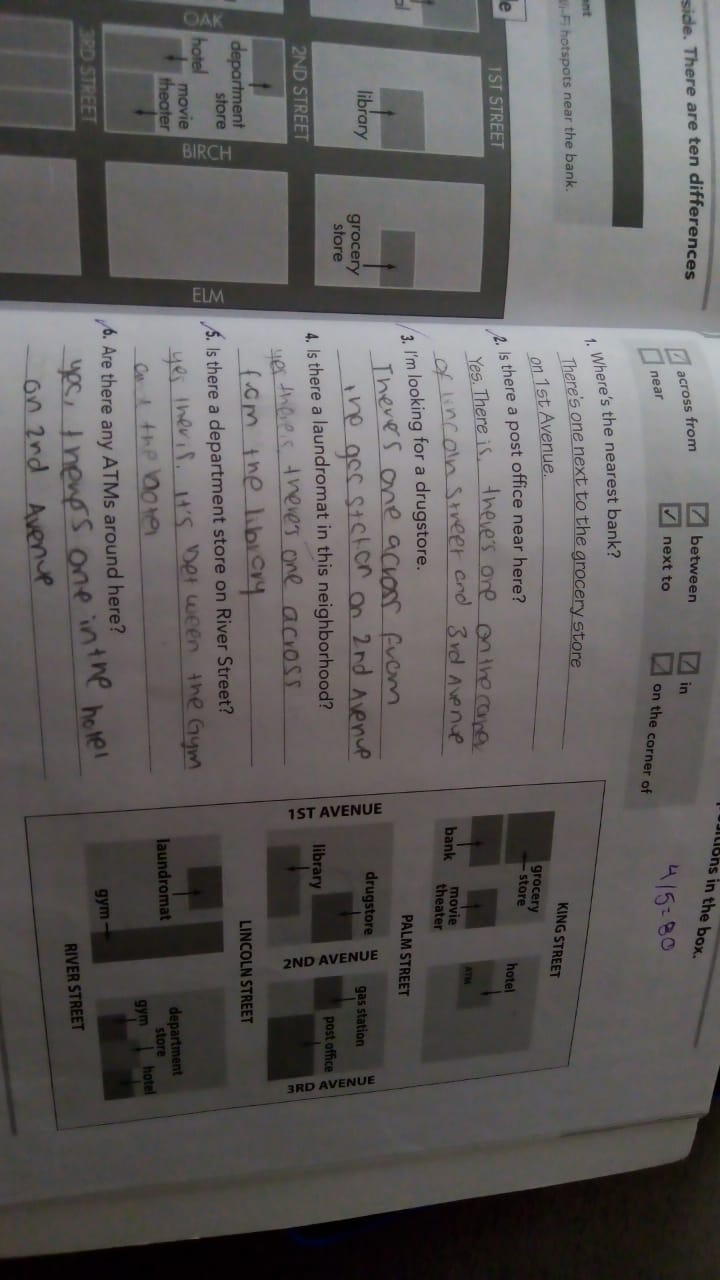 side. There are ten differences
ent
Wi-Fi hotspots near the bank.
1ST STREET
library
grocery
store
2ND STREET
OAK
department
store
hotel
movie
theater
BIRCH
ELM
3RD STREET
positions in the box.
across from
between
in
near
next to
on the corner of
4/5=80
1. Where's the nearest bank?
There's one next to the grocery store
on 1st Avenue.
2. Is there a post office near here?
Yes. There is. there's one on the corner
of Lincoln Street and 3rd Avenue
3. I'm looking for a drugstore.
There's one across from
the gas station on 2nd Avenue
4. Is there a laundromat in this neighborhood?
yes there is there's one across
from the library
5. Is there a department store on River Street?
yes ther is. It's between the Gym
and the hotel
6. Are there any ATMs around here?
yes, there's one in the hotel
on 2nd Avenue
KING STREET
grocery
store
bank
movie
theater
hotel
ATM
PALM STREET
1ST AVENUE
2ND AVENUE
3RD AVENUE
drugstore
library
gas station
post office
LINCOLN STREET
laundromat
gym
department
store
gym
hotel
RIVER STREET